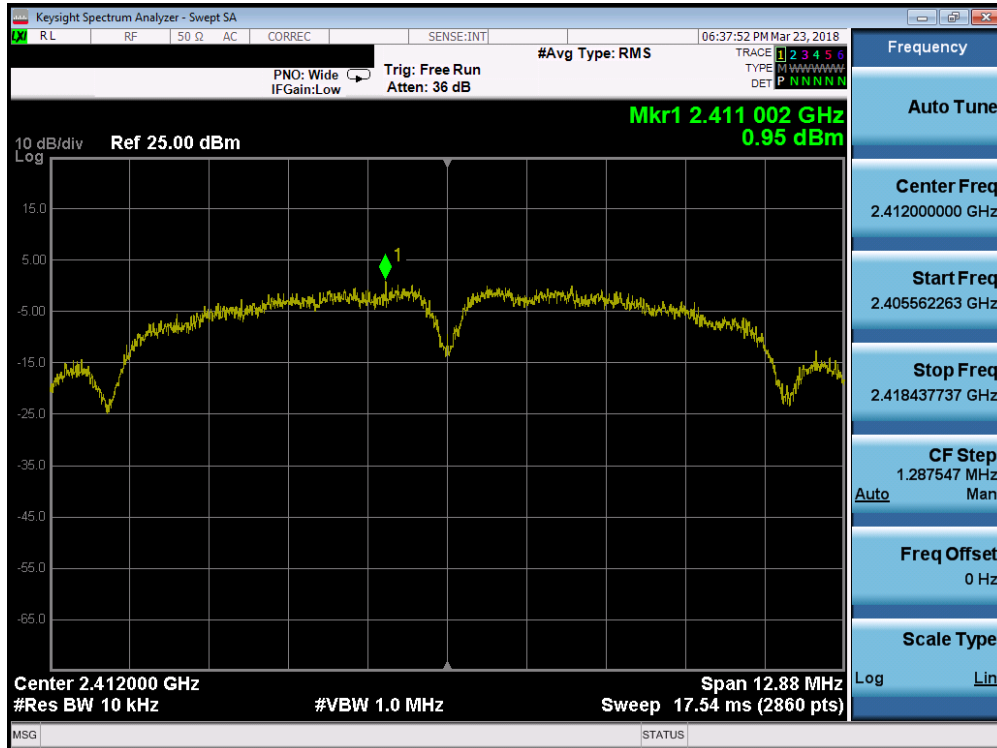 Keysight Spectrum Analyzer - Swept SA
LXI RL RF 50 Ω AC CORREC SENSE:INT 06:37:52 PM Mar 23, 2018
#Avg Type: RMS TRACE 1 2 3 4 5 6
PNO: Wide Trig: Free Run TYPE M WWWWW
IFGain:Low Atten: 36 dB DET P N N N N N
Mkr1 2.411 002 GHz
10 dB/div Ref 25.00 dBm 0.95 dBm
Log
15.0
1
5.00
-5.00
-15.0
-25.0
-35.0
-45.0
-55.0
-65.0
Center 2.412000 GHz Span 12.88 MHz
#Res BW 10 kHz #VBW 1.0 MHz Sweep 17.54 ms (2860 pts)
MSG STATUS
Frequency
Auto Tune
Center Freq
2.412000000 GHz
Start Freq
2.405562263 GHz
Stop Freq
2.418437737 GHz
CF Step
1.287547 MHz
Auto Man
Freq Offset
0 Hz
Scale Type
Log Lin